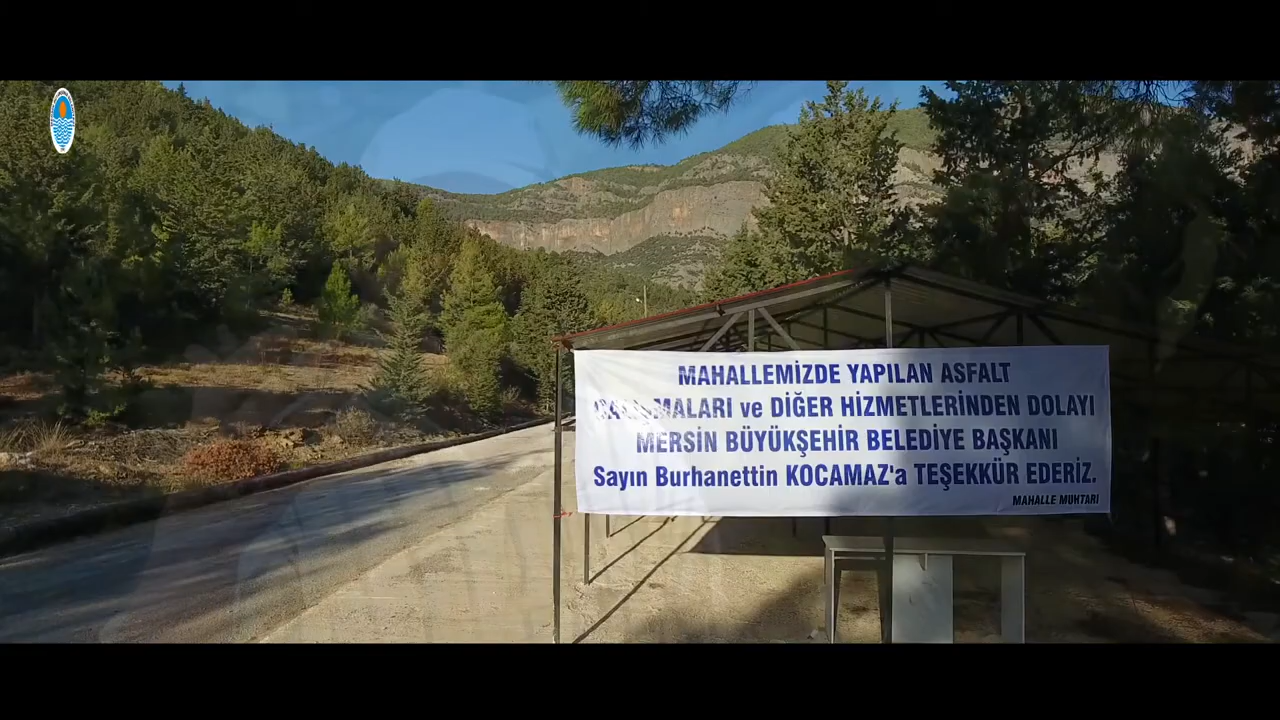 MAHALLEMİZDE YAPILAN ASFALT
ÇALIŞMALARI ve DİĞER HİZMETLERİNDEN DOLAYI
MERSİN BÜYÜKŞEHİR BELEDİYE BAŞKANI
Sayın Burhanettin KOCAMAZ'a TEŞEKKÜR EDERİZ.
MAHALLE MUHTARI